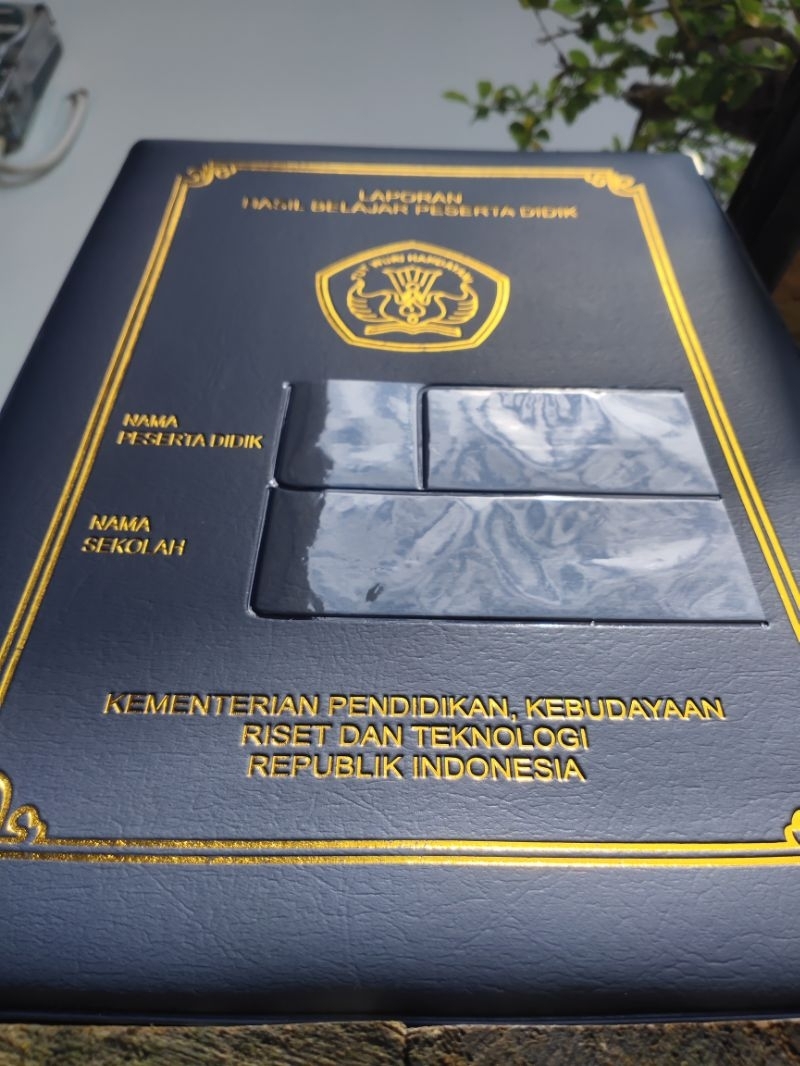 LAPORAN
HASIL BELAJAR PESERTA DIDIK
TUT WURI HANDAYANI
NAMA
PESERTA DIDIK
NAMA
SEKOLAH
KEMENTERIAN PENDIDIKAN, KEBUDAYAAN
RISET DAN TEKNOLOGI
REPUBLIK INDONESIA